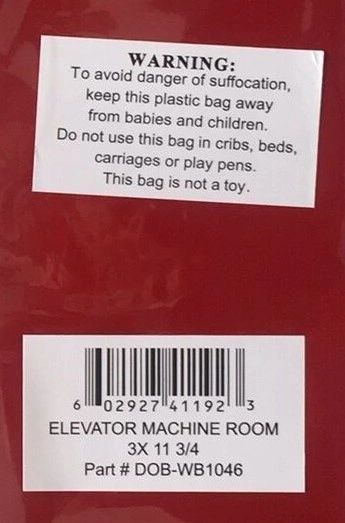 WARNING:
To avoid danger of suffocation,
keep this plastic bag away
from babies and children.
Do not use this bag in cribs, beds,
carriages or play pens.
This bag is not a toy.
6 02927 41192 3
ELEVATOR MACHINE ROOM
3X 11 3/4
Part # DOB-WB1046